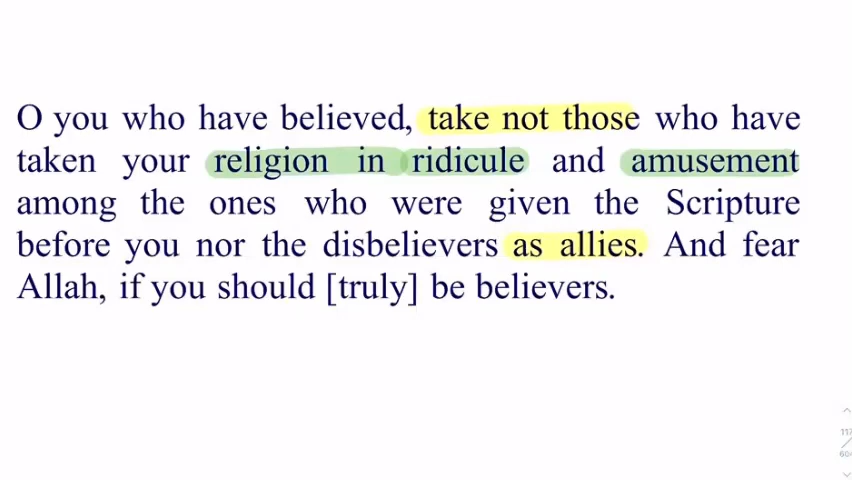 O you who have believed, take not those who have
taken your religion in ridicule and amusement
among the ones who were given the Scripture
before you nor the disbelievers as allies. And fear
Allah, if you should [truly] be believers.
117